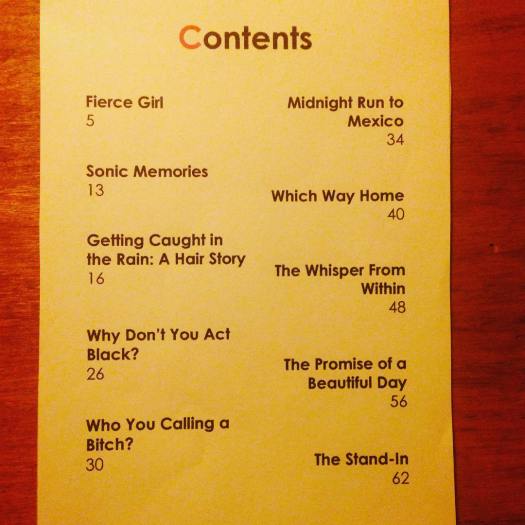 Contents
Fierce Girl
5
Sonic Memories
13
Getting Caught in
the Rain: A Hair Story
16
Why Don't You Act
Black?
26
Who You Calling a
Bitch?
30
Midnight Run to
Mexico
34
Which Way Home
40
The Whisper From
Within
48
The Promise of a
Beautiful Day
56
The Stand-In
62